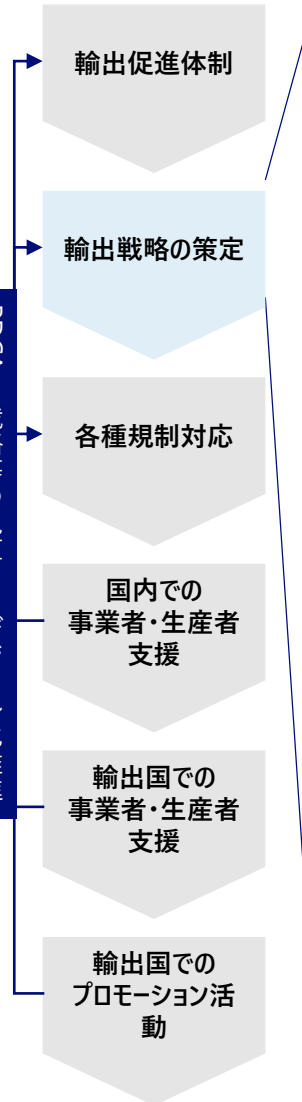 輸出促進体制
輸出戦略の策定
各種規制対応
国内での
事業者・生産者
支援
輸出国での
事業者・生産者
支援
輸出国での
プロモーション活
動